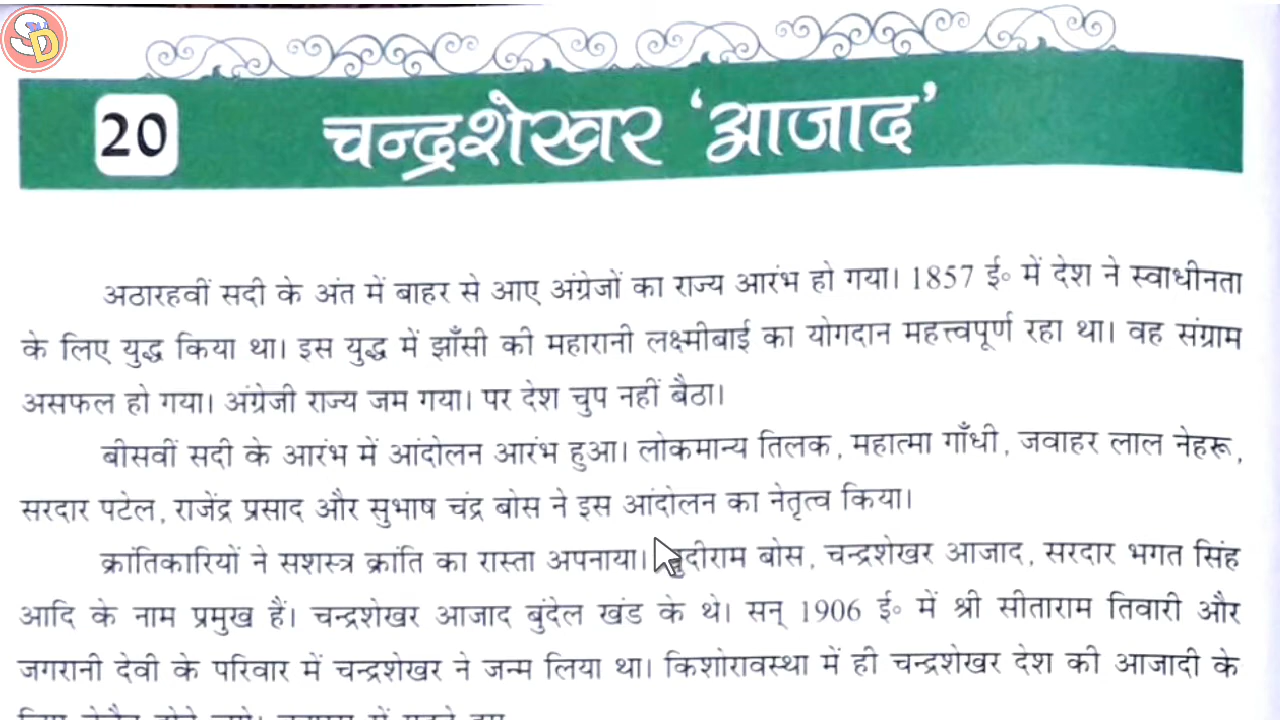 SD
20
चन्द्रशेखर 'आजाद'
अठारहवीं सदी के अंत में बाहर से आए अंग्रेजों का राज्य आरंभ हो गया। 1857 ई॰ में देश ने स्वाधीनता
के लिए युद्ध किया था। इस युद्ध में झाँसी की महारानी लक्ष्मीबाई का योगदान महत्त्वपूर्ण रहा था। वह संग्राम
असफल हो गया। अंग्रेजी राज्य जम गया। पर देश चुप नहीं बैठा।
बीसवीं सदी के आरंभ में आंदोलन आरंभ हुआ। लोकमान्य तिलक, महात्मा गाँधी, जवाहर लाल नेहरू,
सरदार पटेल, राजेंद्र प्रसाद और सुभाष चंद्र बोस ने इस आंदोलन का नेतृत्व किया।
क्रांतिकारियों ने सशस्त्र क्रांति का रास्ता अपनाया। बोस, चन्द्रशेखर आजाद, सरदार भगत सिंह
आदि के नाम प्रमुख हैं। चन्द्रशेखर आजाद बुंदेल खंड के थे। सन् 1906 ई॰ में श्री सीताराम तिवारी और
जगरानी देवी के परिवार में चन्द्रशेखर ने जन्म लिया था। किशोरावस्था में ही चन्द्रशेखर देश की आजादी के